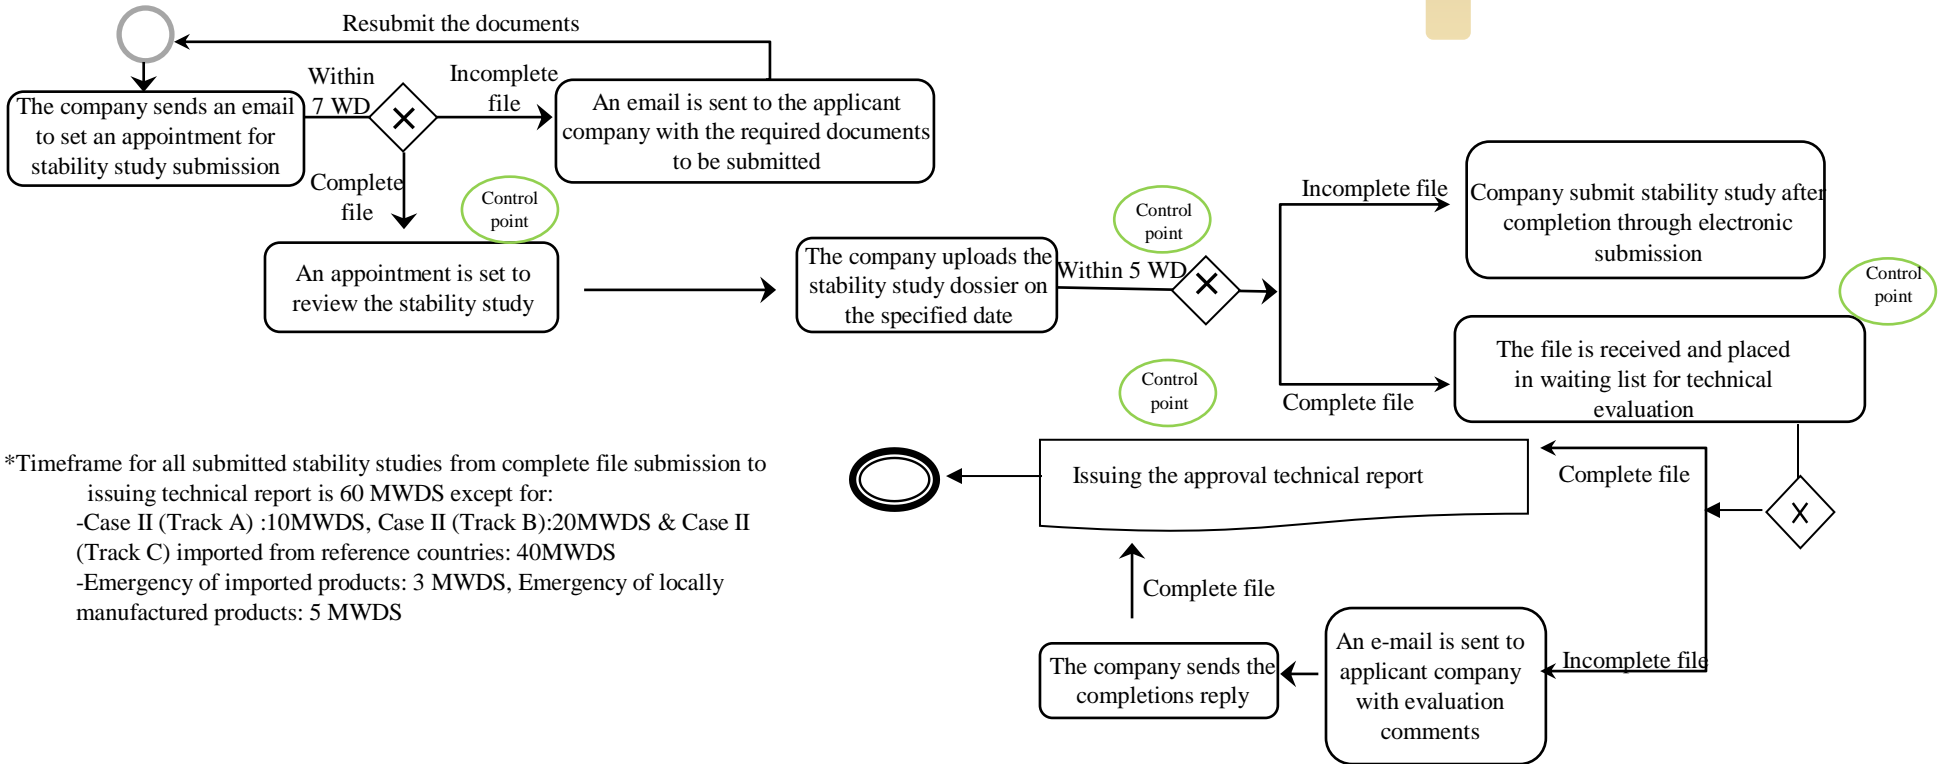 Resubmit the documents
Within
7 WD
Incomplete
file
The company sends an email
to set an appointment for
stability study submission
An email is sent to the applicant
company with the required documents
to be submitted
Complete
file
Control
point
An appointment is set to
review the stability study
The company uploads the
stability study dossier on
the specified date
Within 5 WD
Control
point
Incomplete file
Company submit stability study after
completion through electronic
submission
Control
point
Complete file
The file is received and placed
in waiting list for technical
evaluation
Control
point
Issuing the approval technical report
Complete file
Incomplete file
An e-mail is sent to
applicant company
with evaluation
comments
The company sends the
completions reply
Complete file
*Timeframe for all submitted stability studies from complete file submission to
issuing technical report is 60 MWDS except for:
-Case II (Track A) :10MWDS, Case II (Track B):20MWDS & Case II
(Track C) imported from reference countries: 40MWDS
-Emergency of imported products: 3 MWDS, Emergency of locally
manufactured products: 5 MWDS